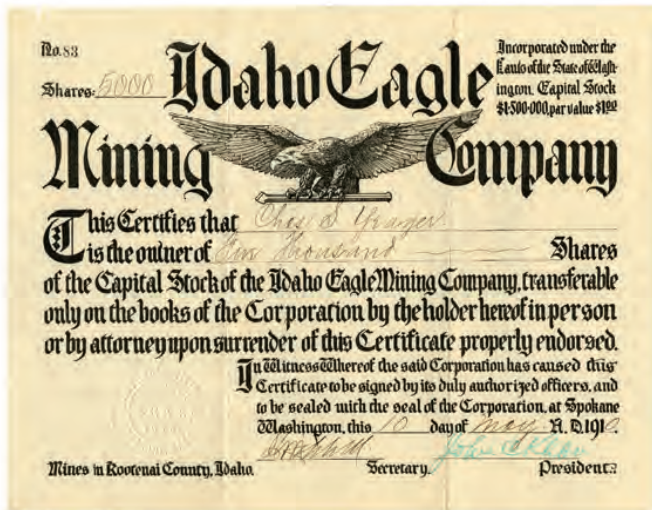 No. 83
Shares: 5000
Idaho Eagle
Mining Company
Incorporated under the
Laws of the State of Wash-
ington. Capital Stock
$1,500,000, par value $1.00
This Certifies that Chas D Yeager
is the owner of Thousand Shares
of the Capital Stock of the Idaho Eagle Mining Company, transferable
only on the books of the Corporation by the holder hereof in person
or by attorney upon surrender of this Certificate properly endorsed.
In Witness Whereof the said Corporation has caused this
Certificate to be signed by its duly authorized officers, and
to be sealed with the seal of the Corporation, at Spokane
Washington, this 10 day of May A. D. 1910.
John
Mines in Kootenai County, Idaho. Secretary. President.